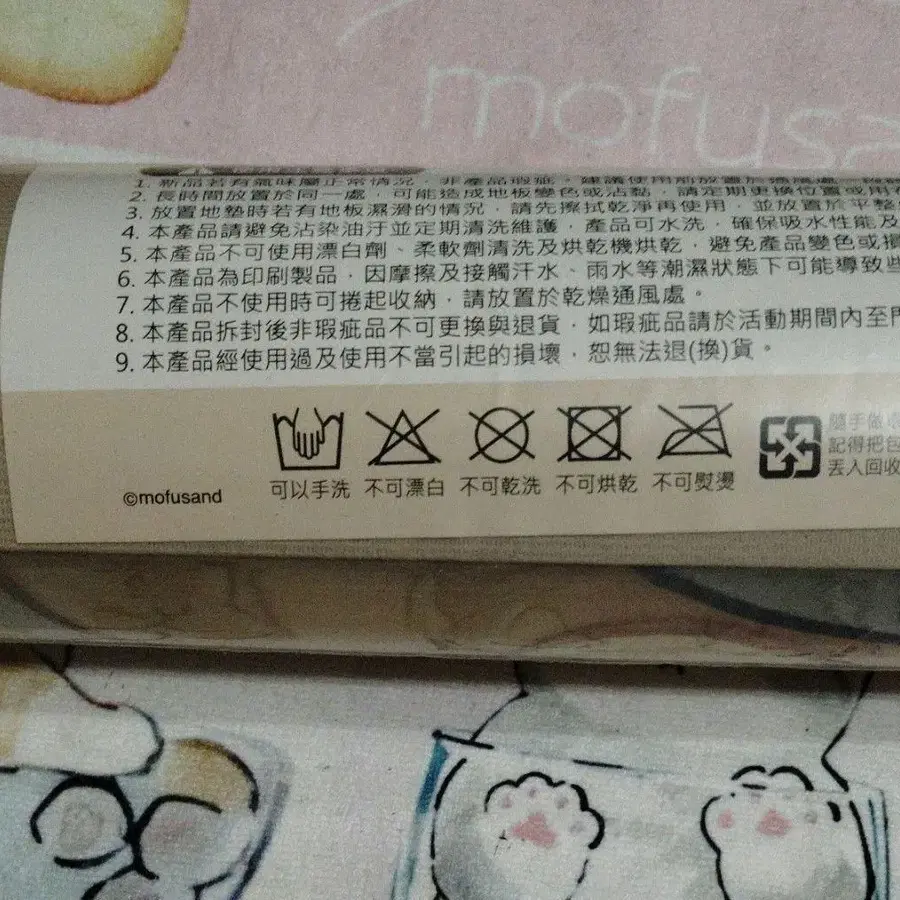 mofusa
1. 新品若有氣味屬正常情況，非產品瑕疵。建議使用前放置於通風處
2. 長時間放置於同一處，可能造成地板變色或沾黏，請定期更換位置或用
3. 放置地墊時若有地板濕滑的情況，請先擦拭乾淨再使用，並放置於平整
4. 本產品請避免沾染油汙並定期清洗維護，產品可水洗，確保吸水性能及
5. 本產品不可使用漂白劑、柔軟劑清洗及烘乾機烘乾，避免產品變色或損
6. 本產品為印刷製品，因摩擦及接觸汗水、雨水等潮濕狀態下可能導致些
7. 本產品不使用時可捲起收納，請放置於乾燥通風處。
8. 本產品拆封後非瑕疵品不可更換與退貨，如瑕疵品請於活動期間內至門
9. 本產品經使用過及使用不當引起的損壞，恕無法退(換)貨。
©mofusand
可以手洗 不可漂白 不可乾洗 不可烘乾 不可熨燙
隨手做
記得把包
丟入回收